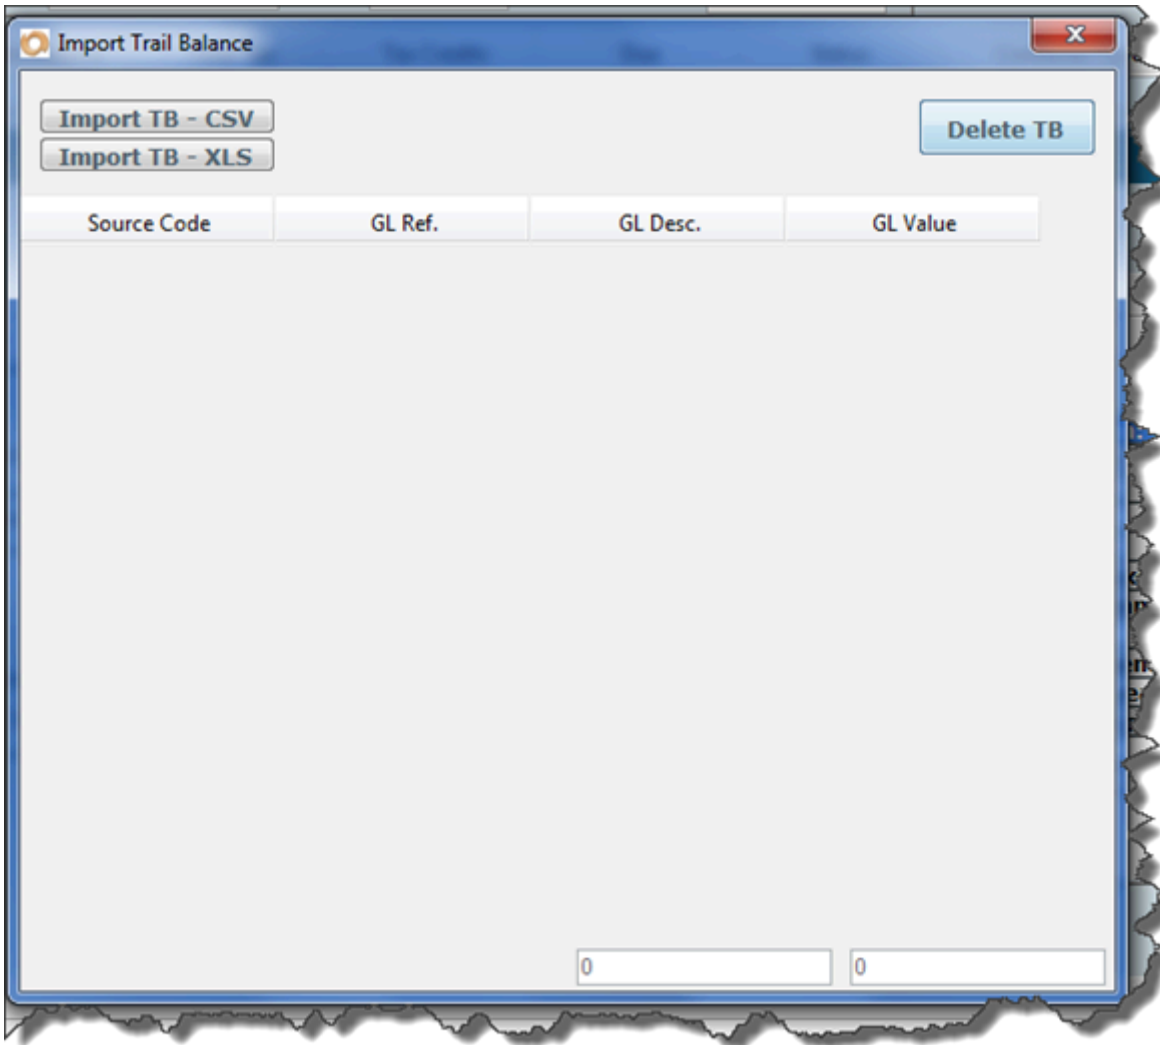 Import Trail Balance
Import TB - CSV
Delete TB
Import TB - XLS
Source Code GL Ref. GL Desc. GL Value
0 0